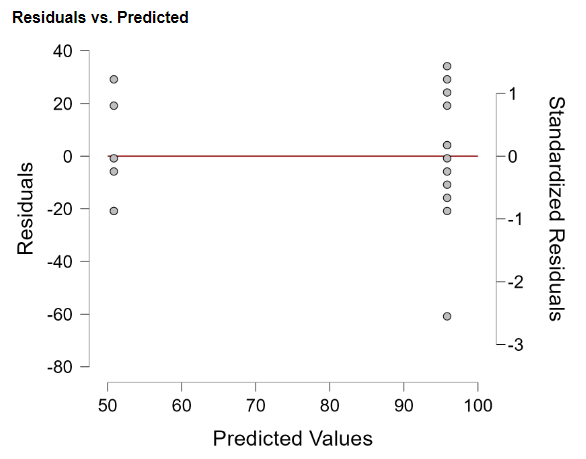 Residuals vs. Predicted
40
20
0
-20
-40
-60
-80
Residuals
1
0
-1
-2
-3
Standardized Residuals
50 60 70 80 90 100
Predicted Values